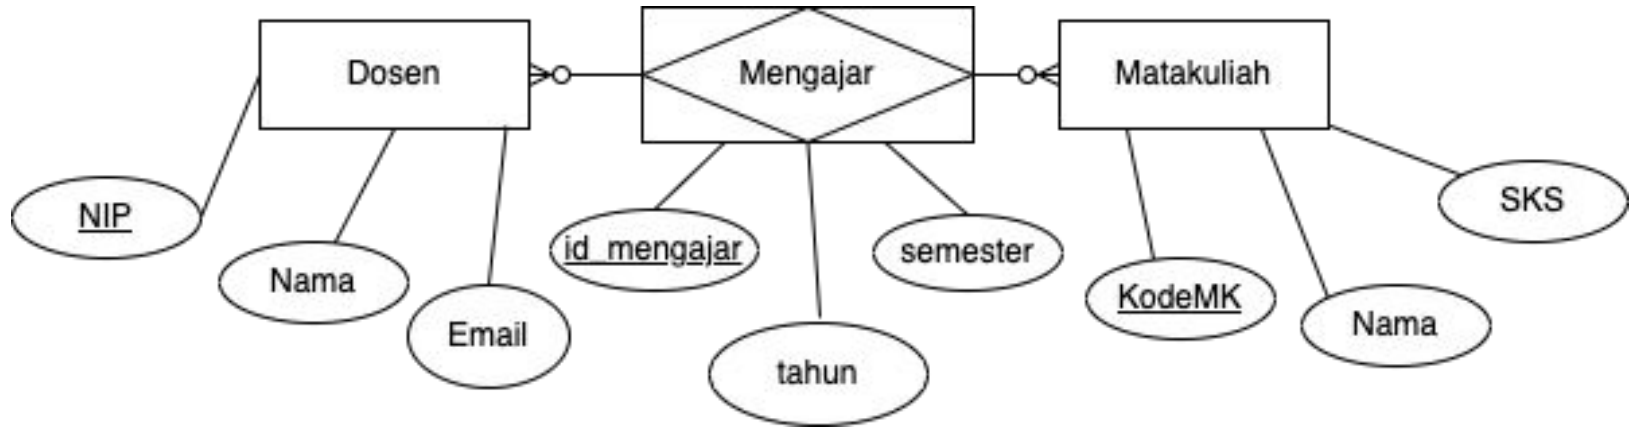 Dosen
Mengajar
Matakuliah
NIP
Nama
Email
id_mengajar
tahun
semester
KodeMK
Nama
SKS